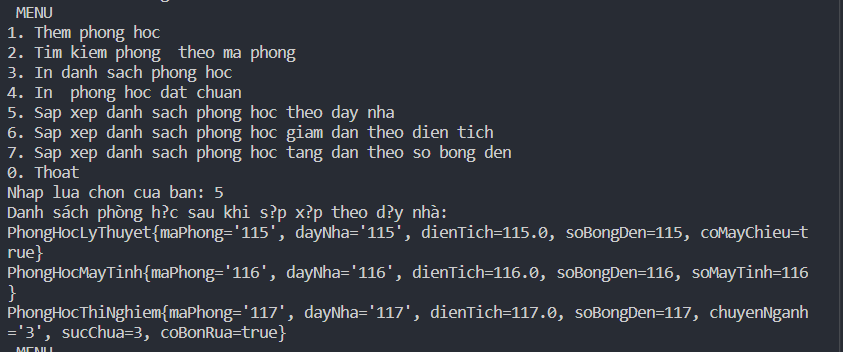 MENU
1. Them phong hoc
2. Tim kiem phong  theo ma phong
3. In danh sach phong hoc
4. In  phong hoc dat chuan
5. Sap xep danh sach phong hoc theo day nha
6. Sap xep danh sach phong hoc giam dan theo dien tich
7. Sap xep danh sach phong hoc tang dan theo so bong den
0. Thoat
Nhap lua chon cua ban: 5
Danh sách phòng h?c sau khi s?p x?p theo d?y nhà:
PhongHocLyThuyet{maPhong='115', dayNha='115', dienTich=115.0, soBongDen=115, coMayChieu=t
rue}
PhongHocMayTinh{maPhong='116', dayNha='116', dienTich=116.0, soBongDen=116, soMayTinh=116
}
PhongHocThiNghiem{maPhong='117', dayNha='117', dienTich=117.0, soBongDen=117, chuyenNganh
='3', sucChua=3, coBonRua=true}
MENU